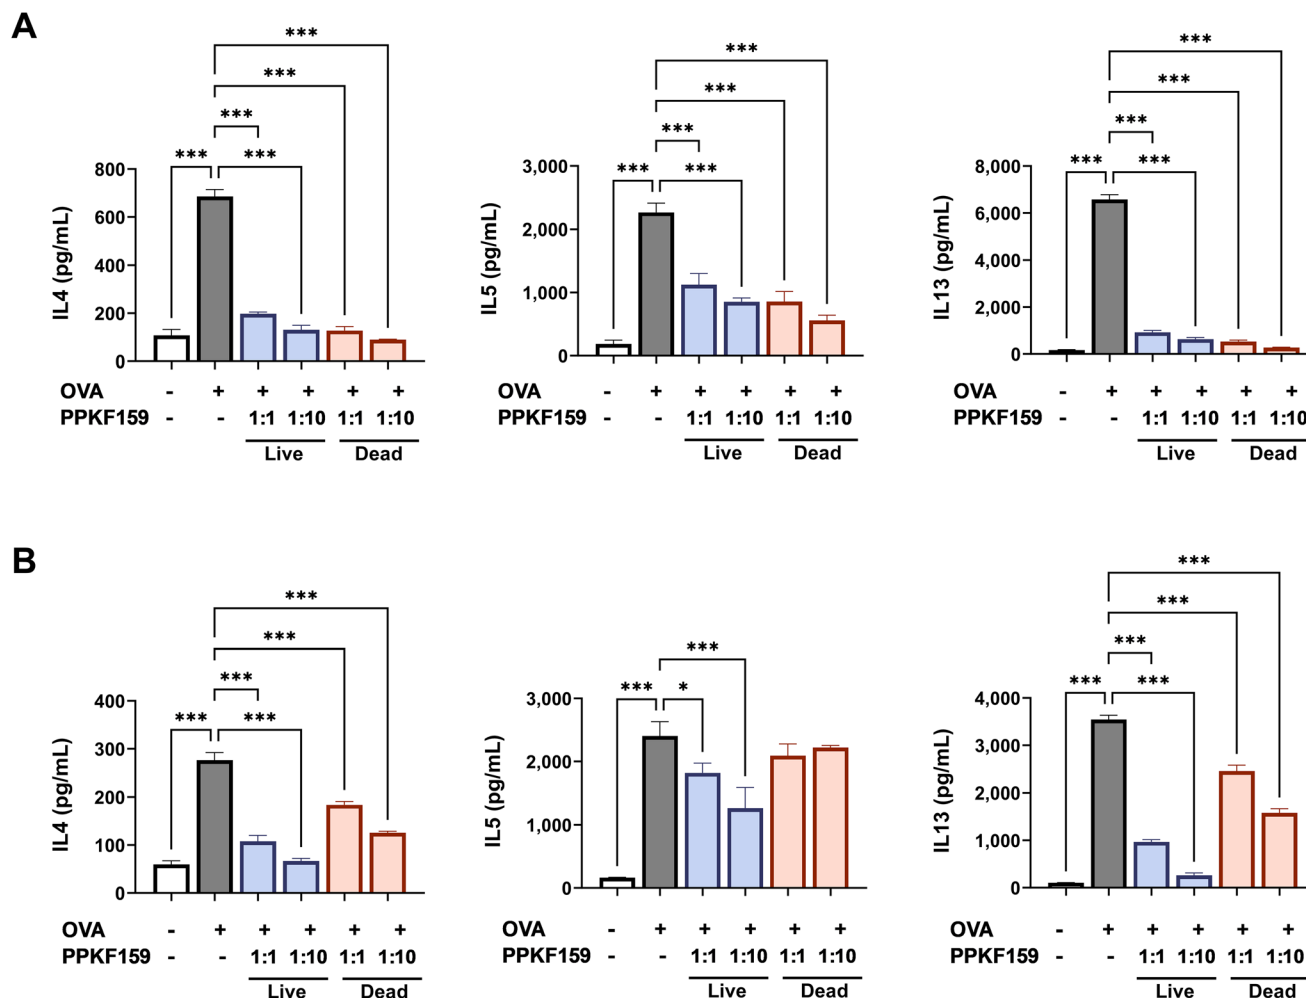 A
*** *** ***
*** *** ***
*** *** ***
*** *** *** *** *** ***
IL4 (pg/mL) 800 600 400 200 0
IL5 (pg/mL) 3,000 2,000 1,000 0
IL13 (pg/mL) 8,000 6,000 4,000 2,000 0
OVA - + + + + + - + + + + + OVA - + + + + +
PPKF159 - - 1:1 1:10 1:1 1:10 - - 1:1 1:10 1:1 1:10 PPKF159 - - 1:1 1:10 1:1 1:10
Live Dead Live Dead Live Dead
B
*** ***
*** *** ***
*** ***
*** *** *** * *** ***
IL4 (pg/mL) 400 300 200 100 0
IL5 (pg/mL) 3,000 2,000 1,000 0
IL13 (pg/mL) 4,000 3,000 2,000 1,000 0
OVA - + + + + + - + + + + + OVA - + + + + +
PPKF159 - - 1:1 1:10 1:1 1:10 - - 1:1 1:10 1:1 1:10 PPKF159 - - 1:1 1:10 1:1 1:10
Live Dead Live Dead Live Dead